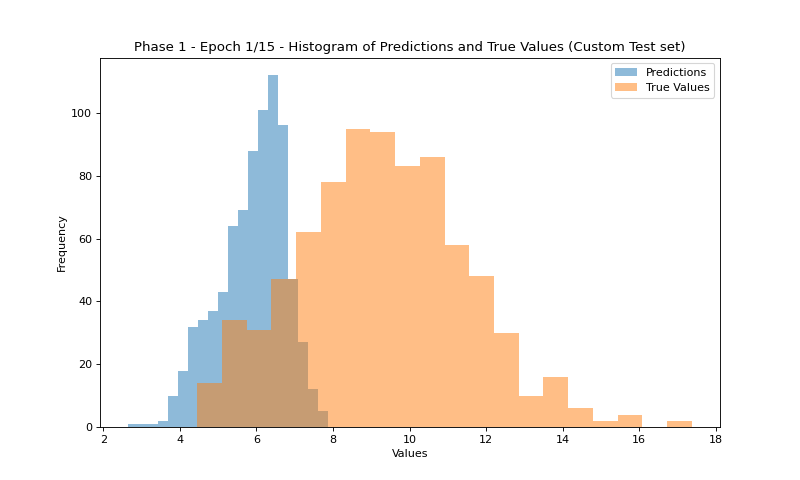 Phase 1 - Epoch 1/15 - Histogram of Predictions and True Values (Custom Test set)
Predictions
True Values
100
80
60
40
20
0
Frequency
2 4 6 8 10 12 14 16 18
Values